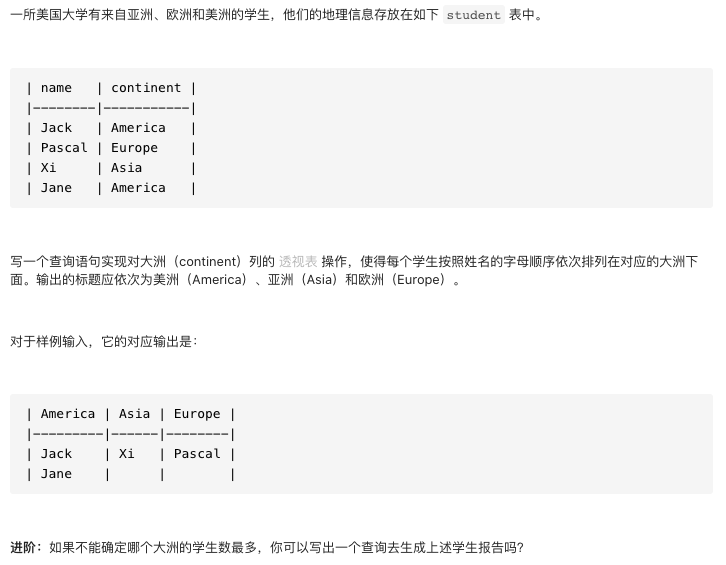 一所美国大学有来自亚洲、欧洲和美洲的学生，他们的地理信息存放在如下 student 表中。
| name   | continent |
|--------|-----------|
| Jack   | America   |
| Pascal | Europe    |
| Xi     | Asia      |
| Jane   | America   |
写一个查询语句实现对大洲（continent）列的 透视表 操作，使得每个学生按照姓名的字母顺序依次排列在对应的大洲下
面。输出的标题应依次为美洲（America）、亚洲（Asia）和欧洲（Europe）。
对于样例输入，它的对应输出是：
| America | Asia | Europe |
|---------|------|--------|
| Jack    | Xi   | Pascal |
| Jane    |      |        |
进阶：如果不能确定哪个大洲的学生数最多，你可以写出一个查询去生成上述学生报告吗？